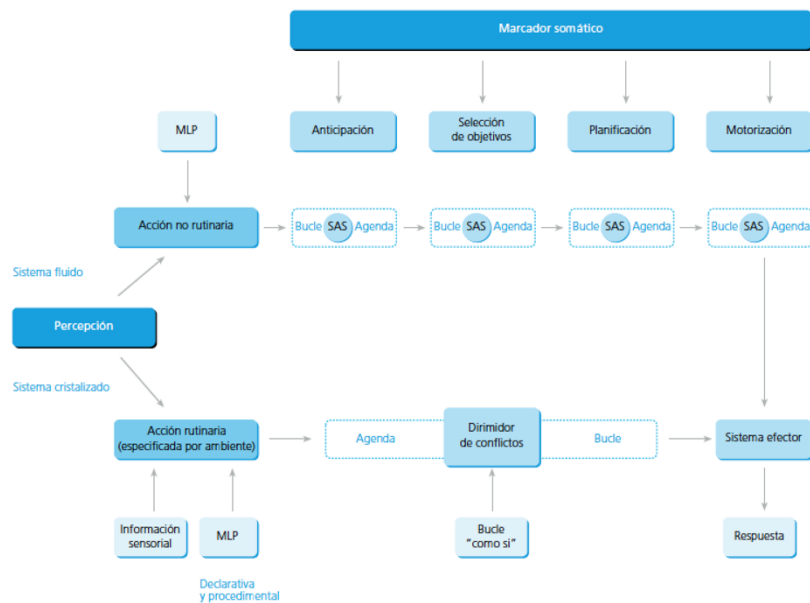 Marcador somático
MLP
Anticipación
Selección
de objetivos
Planificación
Motorización
Acción no rutinaria
Bucle SAS Agenda
Bucle SAS Agenda
Bucle SAS Agenda
Bucle SAS Agenda
Sistema fluido
Percepción
Sistema cristalizado
Acción rutinaria
(especificada por ambiente)
Agenda
Dirimidor
de conflictos
Bucle
Sistema efector
Información
sensorial
MLP
Bucle
"como si"
Respuesta
Declarativa
y procedimental